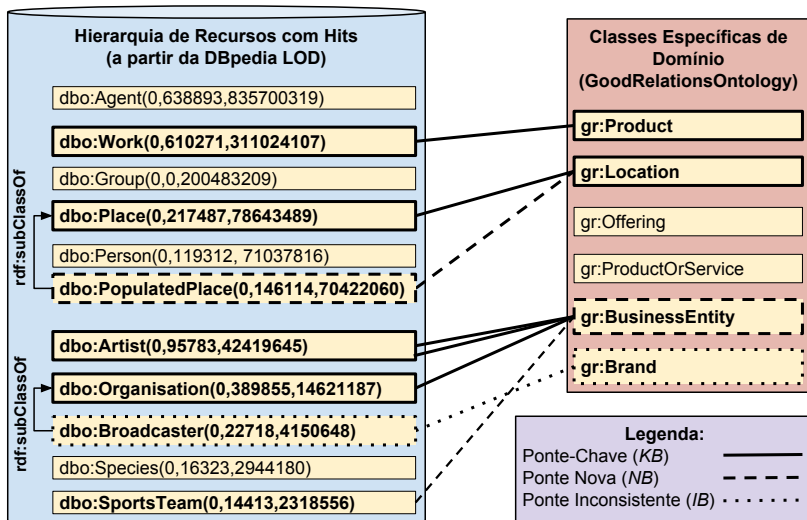 Hierarquia de Recursos com Hits
(a partir da DBpedia LOD)
dbo:Agent(0,638893,835700319)
dbo:Work(0,610271,311024107)
dbo:Group(0,0,200483209)
dbo:Place(0,217487,78643489)
dbo:Person(0,119312, 71037816)
dbo:PopulatedPlace(0,146114,70422060)
dbo:Artist(0,95783,42419645)
dbo:Organisation(0,389855,14621187)
dbo:Broadcaster(0,22718,4150648)
dbo:Species(0,16323,2944180)
dbo:SportsTeam(0,14413,2318556)
rdf:subClassOf
rdf:subClassOf
Classes Específicas de
Domínio
(GoodRelationsOntology)
gr:Product
gr:Location
gr:Offering
gr:ProductOrService
gr:BusinessEntity
gr:Brand
Legenda:
Ponte-Chave (KB)
Ponte Nova (NB)
Ponte Inconsistente (IB)